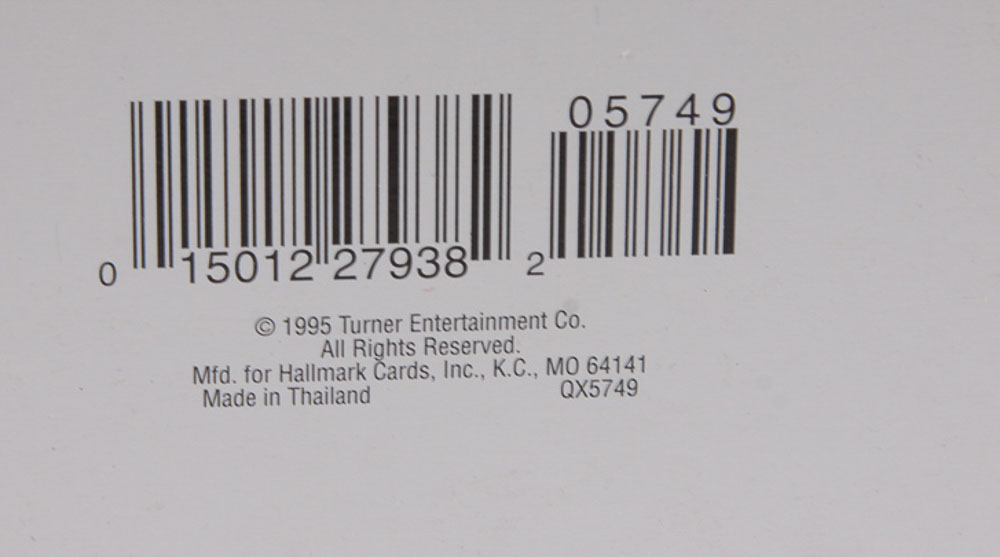 05749
0 15012 27938 2
© 1995 Turner Entertainment Co.
All Rights Reserved.
Mfd. for Hallmark Cards, Inc., K.C., MO 64141
Made in Thailand QX5749